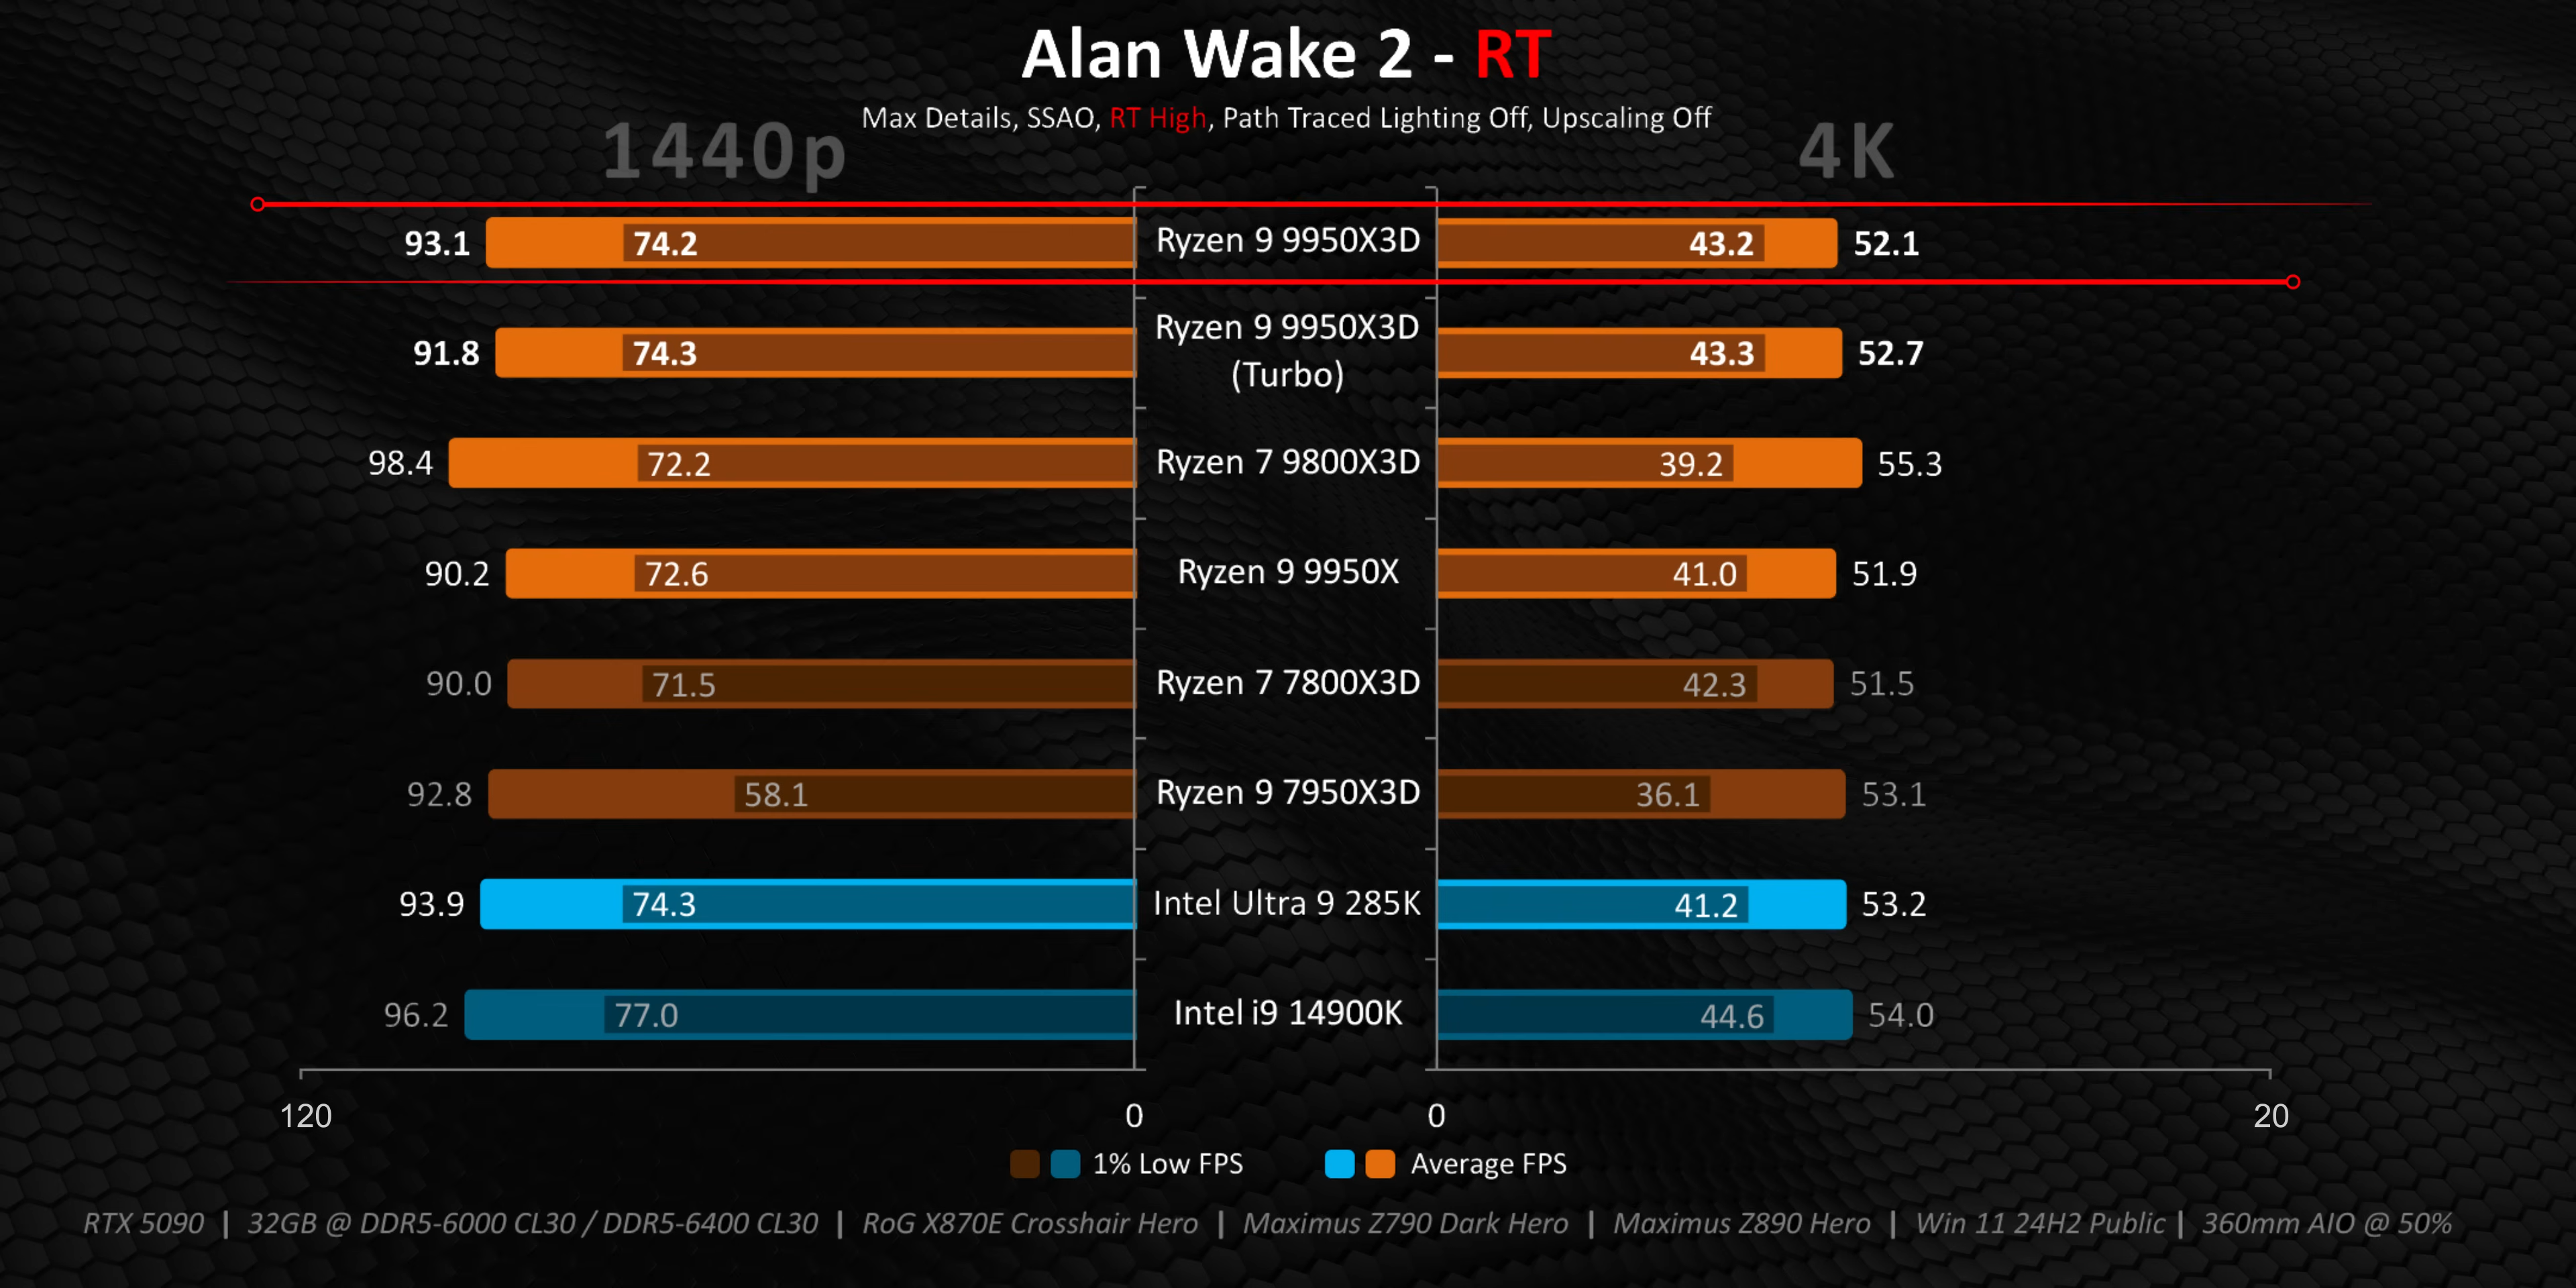 Alan Wake 2 - RT
Max Details, SSAO, RT High, Path Traced Lighting Off, Upscaling Off
1440p 4K
93.1 74.2 Ryzen 9 9950X3D 43.2 52.1
91.8 74.3 Ryzen 9 9950X3D (Turbo) 43.3 52.7
98.4 72.2 Ryzen 7 9800X3D 39.2 55.3
90.2 72.6 Ryzen 9 9950X 41.0 51.9
90.0 71.5 Ryzen 7 7800X3D 42.3 51.5
92.8 58.1 Ryzen 9 7950X3D 36.1 53.1
93.9 74.3 Intel Ultra 9 285K 41.2 53.2
96.2 77.0 Intel i9 14900K 44.6 54.0
120 0 0 20
1% Low FPS Average FPS
RTX 5090 | 32GB @ DDR5-6000 CL30 / DDR5-6400 CL30 | RoG X870E Crosshair Hero | Maximus Z790 Dark Hero | Maximus Z890 Hero | Win 11 24H2 Public | 360mm AIO @ 50%